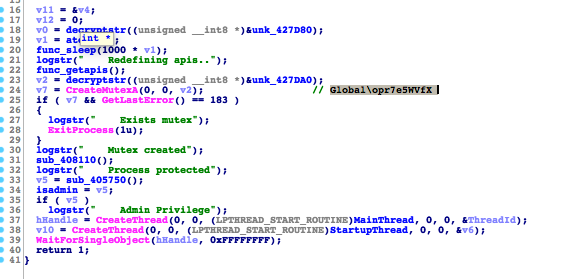 16 v11 = &v4;
17 v12 = 0;
18 v0 = decryptstr((unsigned __int8 *)&unk_427D80);
19 v1 = ato
int *
20 func_sleep(1000 * v1);
21 logstr("    Redefining apis..");
22 func_getapis();
23 v2 = decryptstr((unsigned __int8 *)&unk_427DA0);
24 v7 = CreateMutexA(0, 0, v2); // Global\opr7e5WVfX
25 if ( v7 && GetLastError() == 183 )
26 {
27 logstr("    Exists mutex");
28 ExitProcess(1u);
29 }
30 logstr("    Mutex created");
31 sub_408110();
32 logstr("    Process protected");
33 v5 = sub_405750();
34 isadmin = v5;
35 if ( v5 )
36 logstr("    Admin Privilege");
37 hHandle = CreateThread(0, 0, (LPTHREAD_START_ROUTINE)MainThread, 0, 0, &ThreadId);
38 v10 = CreateThread(0, 0, (LPTHREAD_START_ROUTINE)StartupThread, 0, 0, &v6);
39 WaitForSingleObject(hHandle, 0xFFFFFFFF);
40 return 1;
41 }